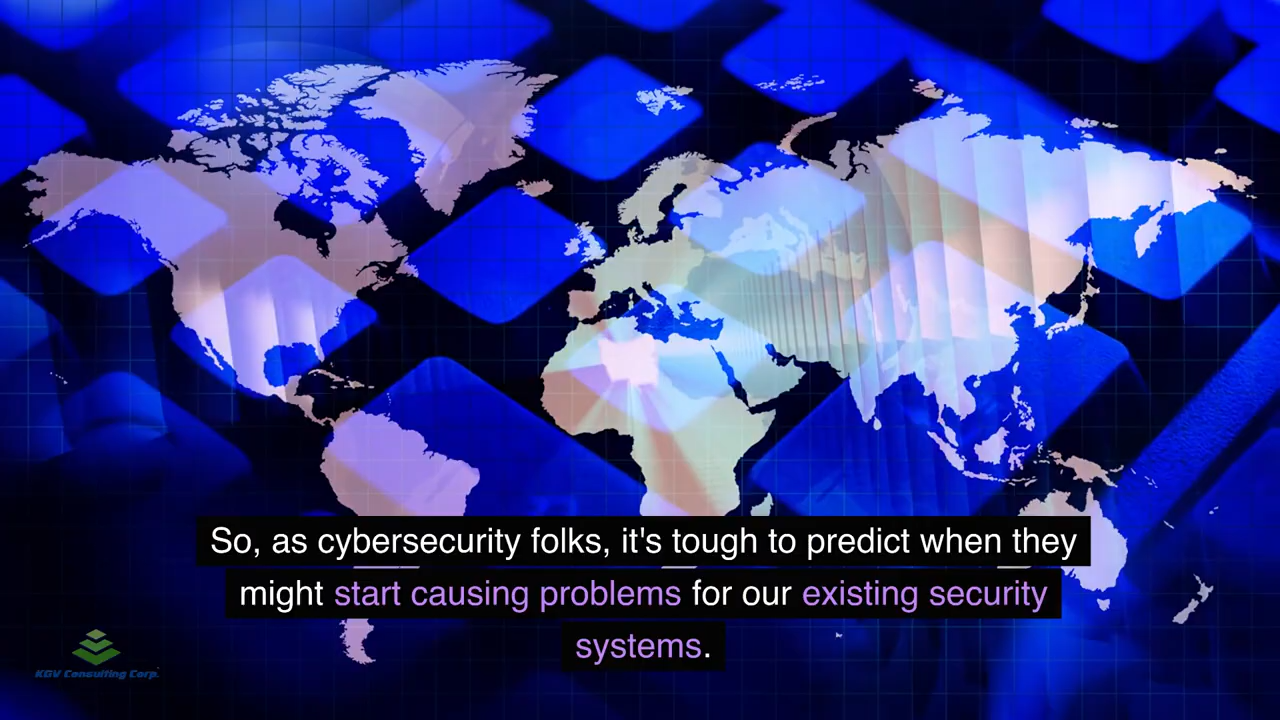 So, as cybersecurity folks, it's tough to predict when they
might start causing problems for our existing security
systems.
KGV Consulting Corp.